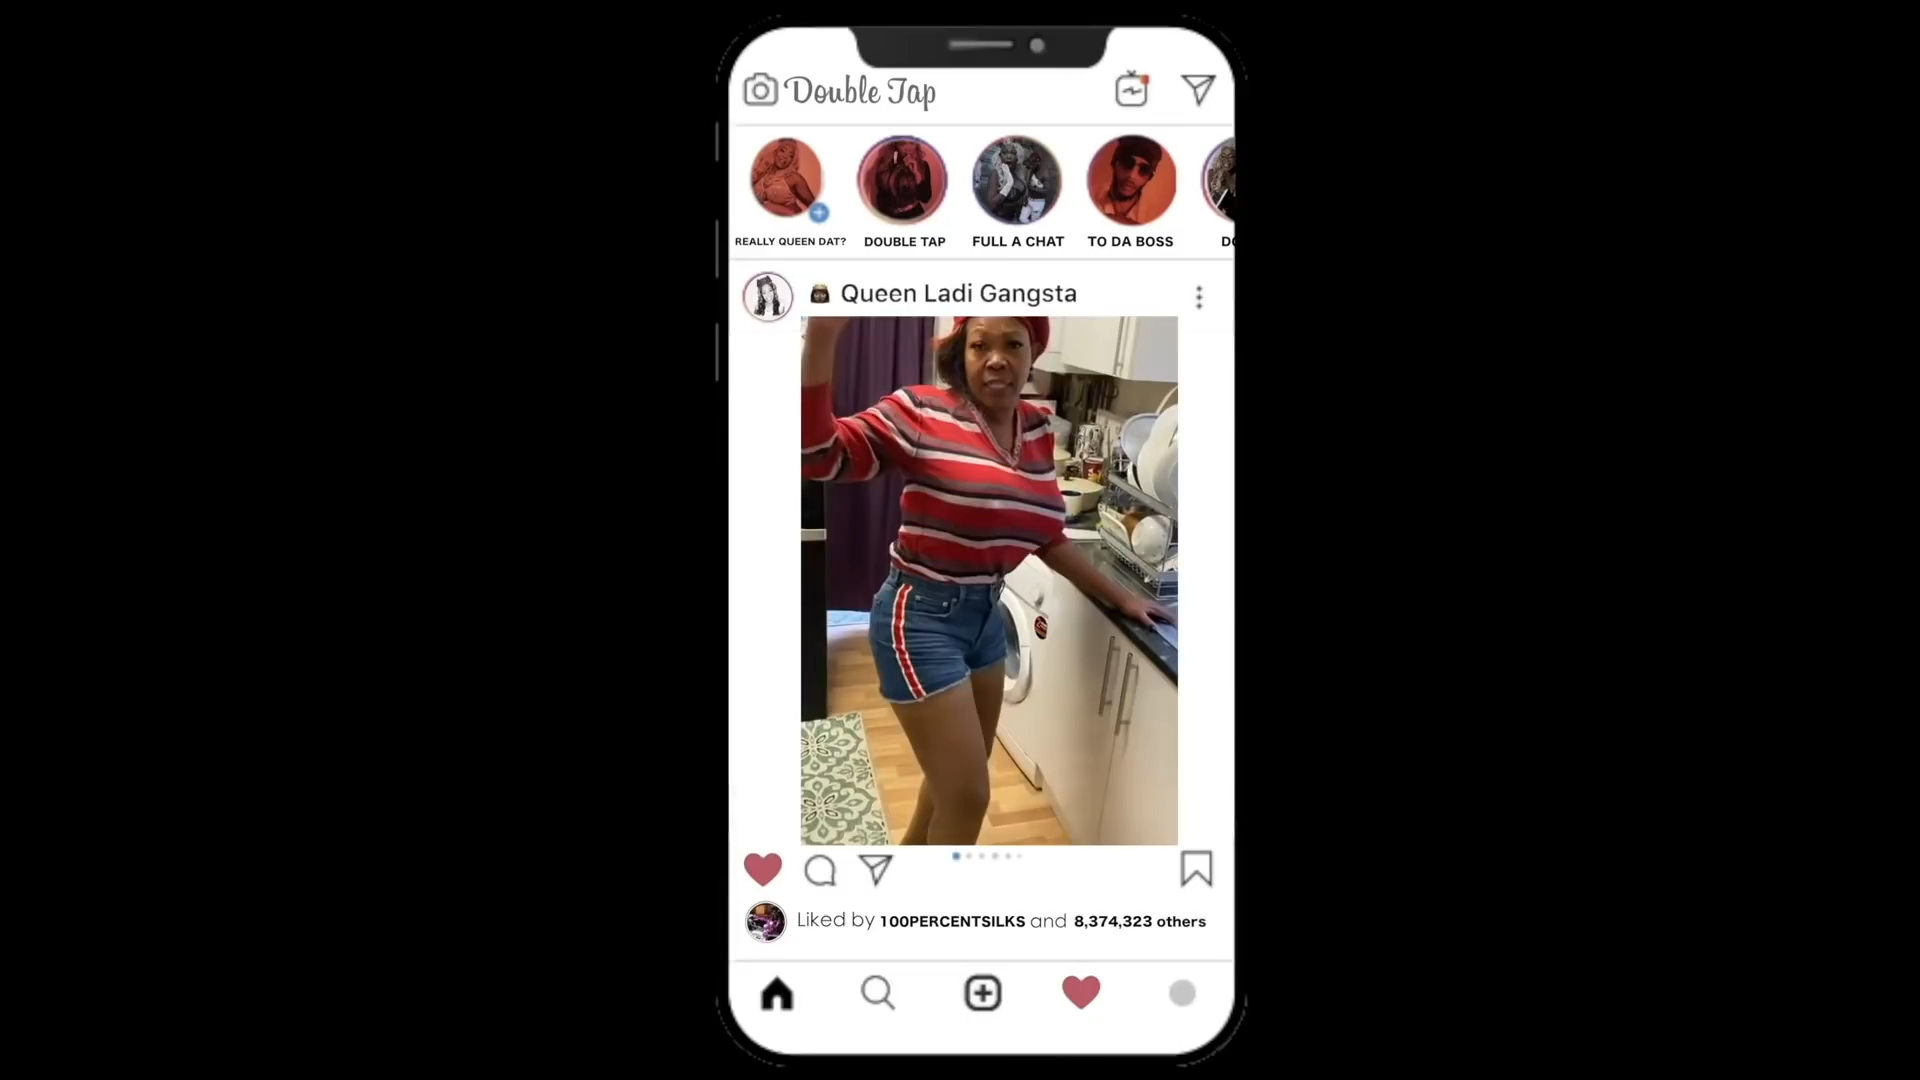 Double Tap
REALLY QUEEN DAT?
DOUBLE TAP
FULL A CHAT
TO DA BOSS
DO
Queen Ladi Gangsta
Liked by 100PERCENTSILKS and 8,374,323 others